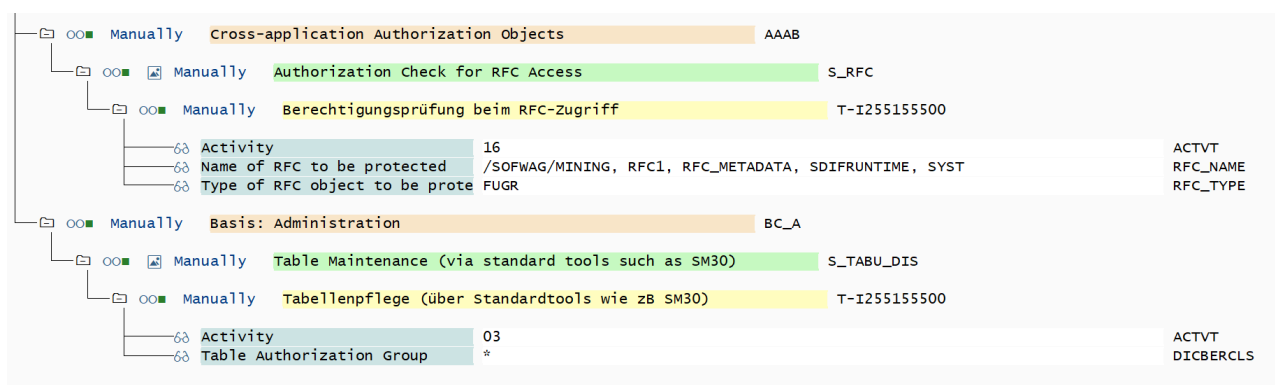 Manually Cross-application Authorization Objects AAAB
Manually Authorization Check for RFC Access S_RFC
Manually Berechtigungsprüfung beim RFC-Zugriff T-I255155500
Activity 16 ACTVT
Name of RFC to be protected /SOFWAG/MINING, RFC1, RFC_METADATA, SDIFRUNTIME, SYST RFC_NAME
Type of RFC object to be prote FUGR RFC_TYPE
Manually Basis: Administration BC_A
Manually Table Maintenance (via standard tools such as SM30) S_TABU_DIS
Manually Tabellenpflege (über Standardtools wie zB SM30) T-I255155500
Activity 03 ACTVT
Table Authorization Group * DICBERCLS